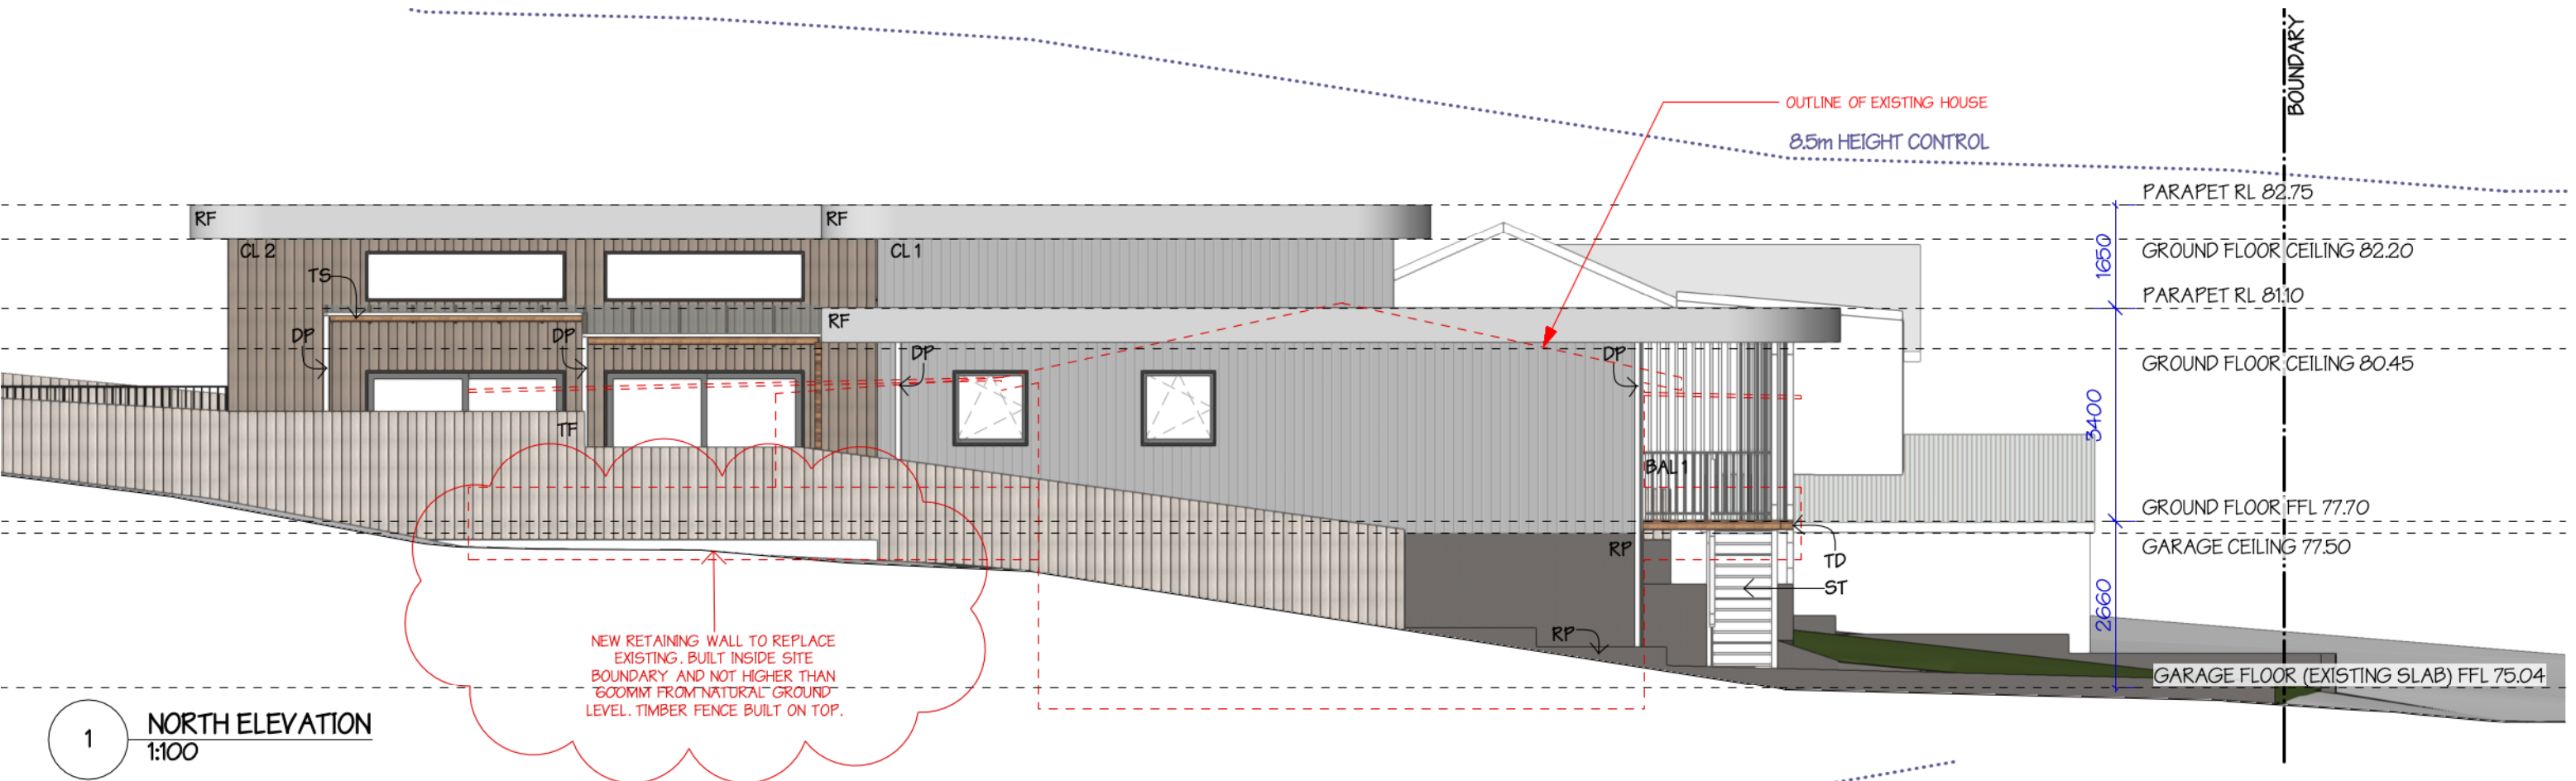 BOUNDARY
OUTLINE OF EXISTING HOUSE
8.5m HEIGHT CONTROL
PARAPET RL 82.75
RF
RF
CL 2
CL 1
GROUND FLOOR CEILING 82.20
1650
TS
PARAPET RL 81.10
RF
DP
DP
DP
DP
GROUND FLOOR CEILING 80.45
3400
TF
BAL 1
GROUND FLOOR FFL 77.70
RP
GARAGE CEILING 77.50
TD
ST
2660
RP
NEW RETAINING WALL TO REPLACE
EXISTING. BUILT INSIDE SITE
BOUNDARY AND NOT HIGHER THAN
600MM FROM NATURAL GROUND
LEVEL. TIMBER FENCE BUILT ON TOP.
GARAGE FLOOR (EXISTING SLAB) FFL 75.04
1
NORTH ELEVATION
1:100